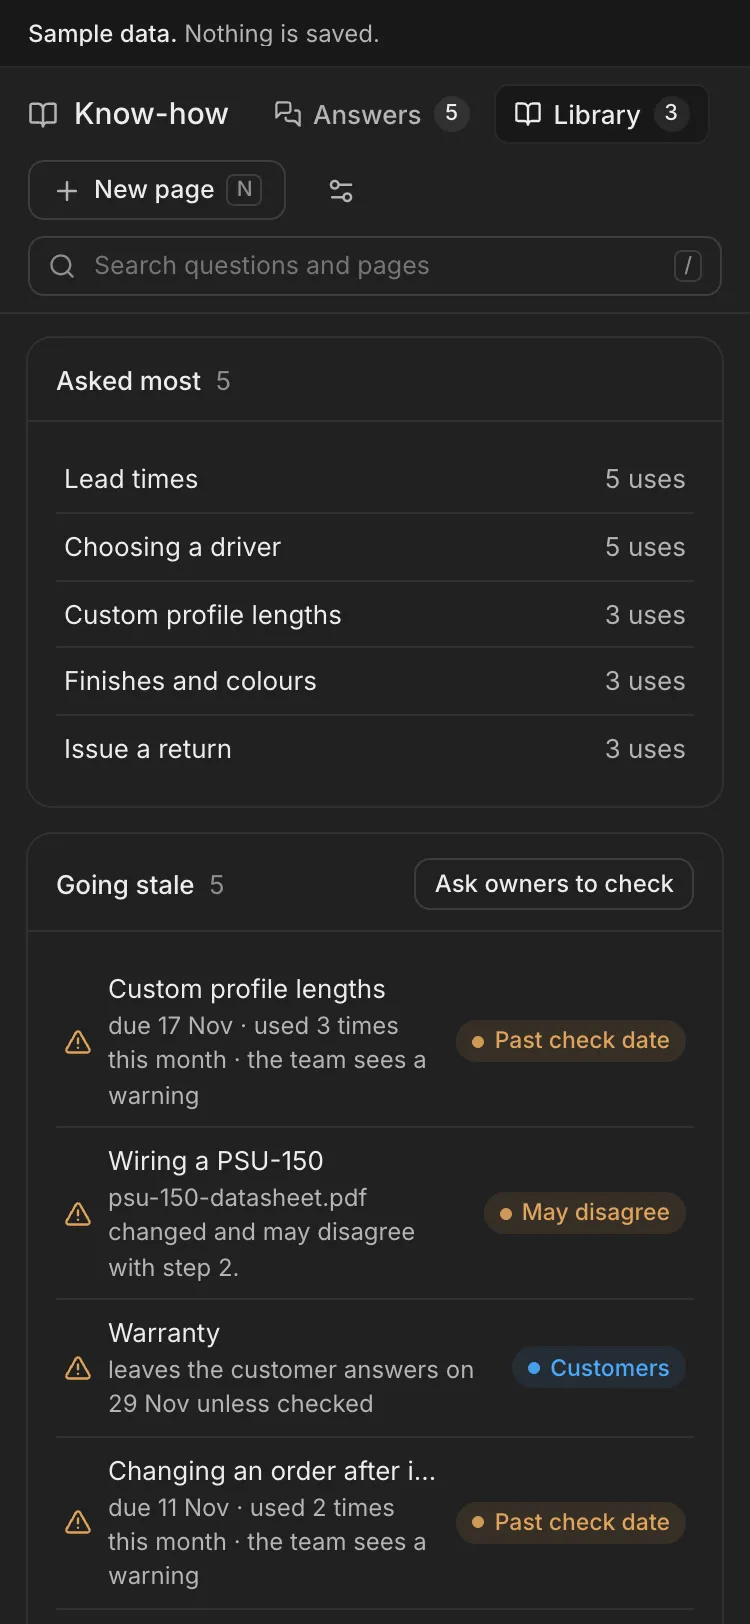 Sample data. Nothing is saved.
Know-how
Answers 5
Library 3
New page N
Search questions and pages /
Asked most 5
Lead times 5 uses
Choosing a driver 5 uses
Custom profile lengths 3 uses
Finishes and colours 3 uses
Issue a return 3 uses
Going stale 5
Ask owners to check
Custom profile lengths
due 17 Nov · used 3 times
this month · the team sees a
warning
Past check date
Wiring a PSU-150
psu-150-datasheet.pdf
changed and may disagree
with step 2.
May disagree
Warranty
leaves the customer answers on
29 Nov unless checked
Customers
Changing an order after i...
due 11 Nov · used 2 times
this month · the team sees a
warning
Past check date